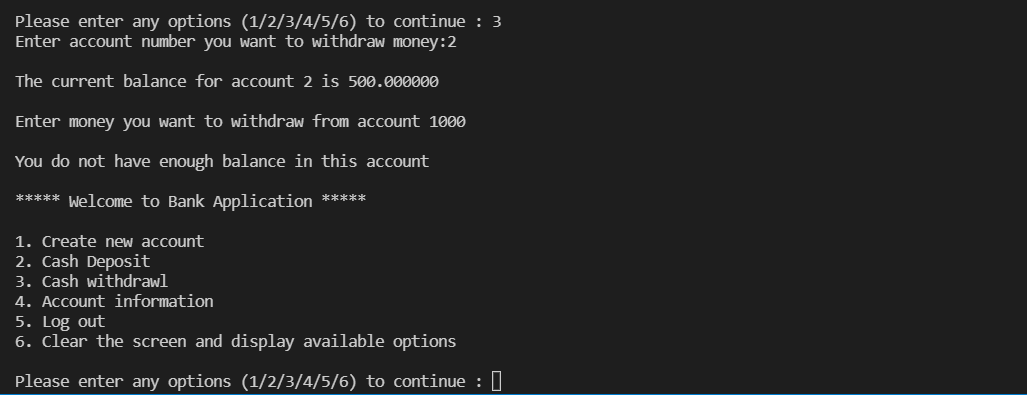 Please enter any options (1/2/3/4/5/6) to continue : 3
Enter account number you want to withdraw money:2
The current balance for account 2 is 500.000000
Enter money you want to withdraw from account 1000
You do not have enough balance in this account
***** Welcome to Bank Application *****
1. Create new account
2. Cash Deposit
3. Cash withdrawl
4. Account information
5. Log out
6. Clear the screen and display available options
Please enter any options (1/2/3/4/5/6) to continue :